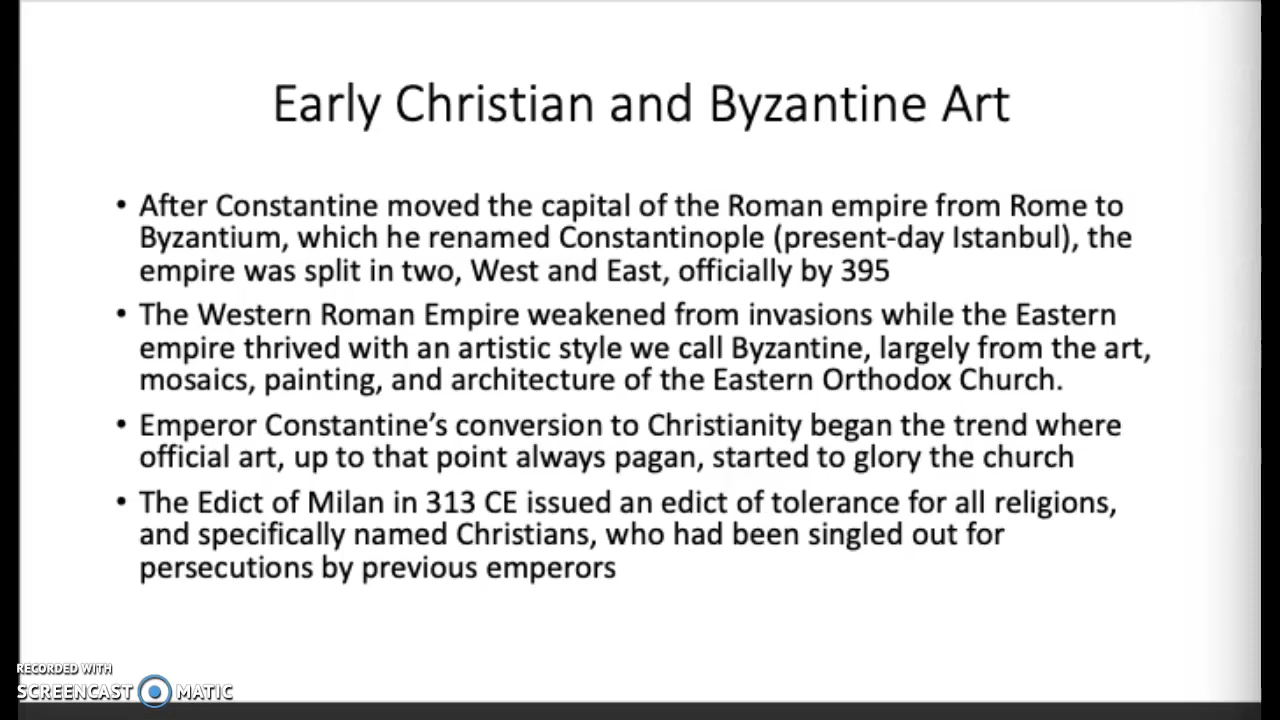 Early Christian and Byzantine Art
• After Constantine moved the capital of the Roman empire from Rome to
Byzantium, which he renamed Constantinople (present-day Istanbul), the
empire was split in two, West and East, officially by 395
• The Western Roman Empire weakened from invasions while the Eastern
empire thrived with an artistic style we call Byzantine, largely from the art,
mosaics, painting, and architecture of the Eastern Orthodox Church.
• Emperor Constantine’s conversion to Christianity began the trend where
official art, up to that point always pagan, started to glory the church
• The Edict of Milan in 313 CE issued an edict of tolerance for all religions,
and specifically named Christians, who had been singled out for
persecutions by previous emperors
RECORDED WITH
SCREENCAST MATIC